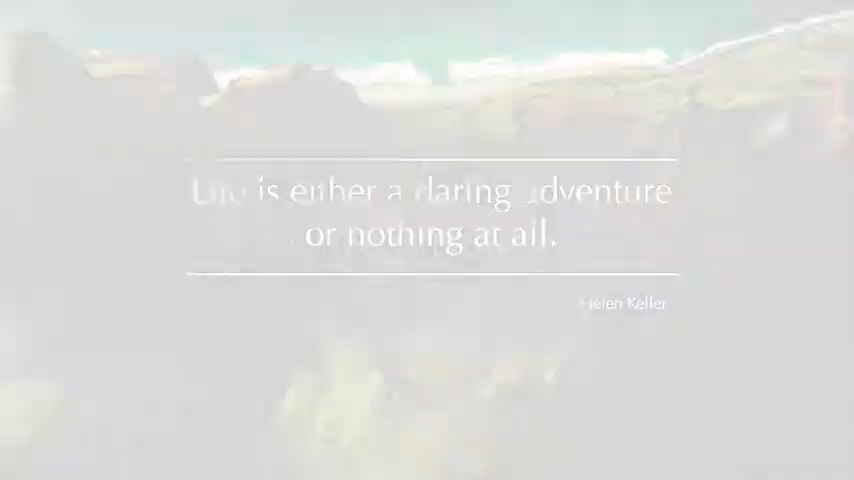 Life is either a daring adventure
or nothing at all.
Helen Keller